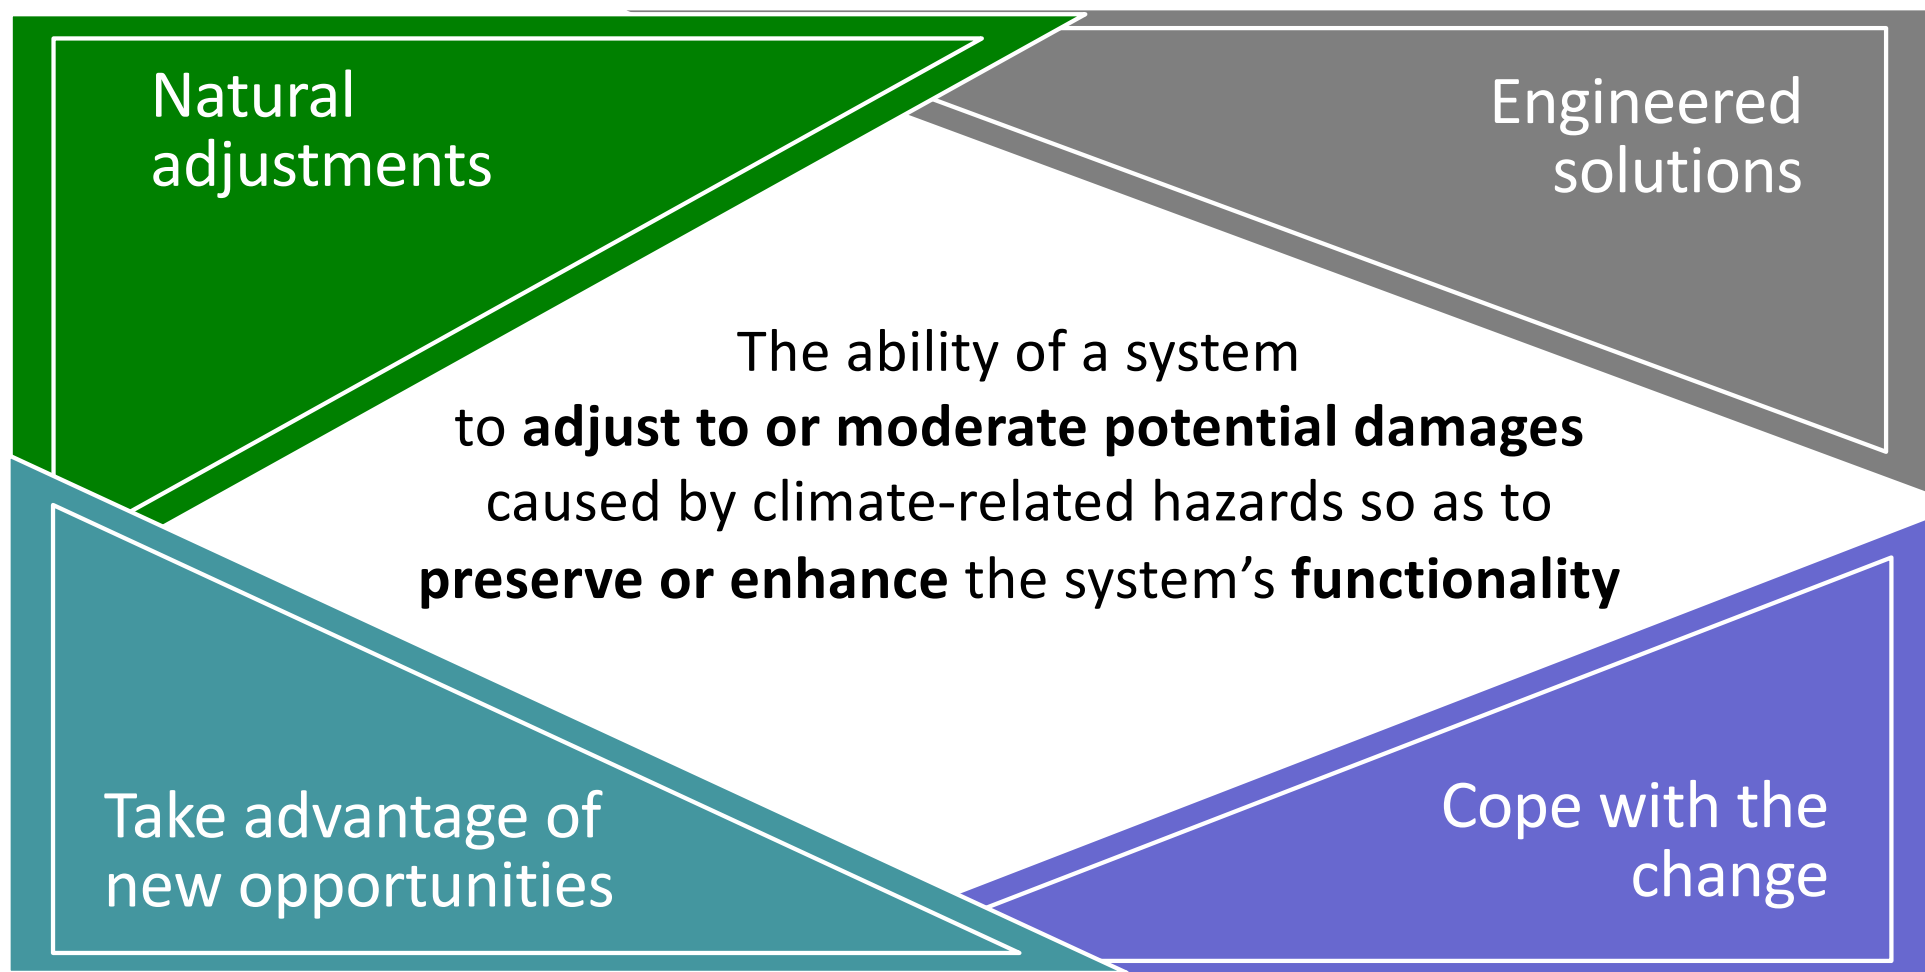 Natural
adjustments
Engineered
solutions
The ability of a system
to adjust to or moderate potential damages
caused by climate-related hazards so as to
preserve or enhance the system’s functionality
Take advantage of
new opportunities
Cope with the
change